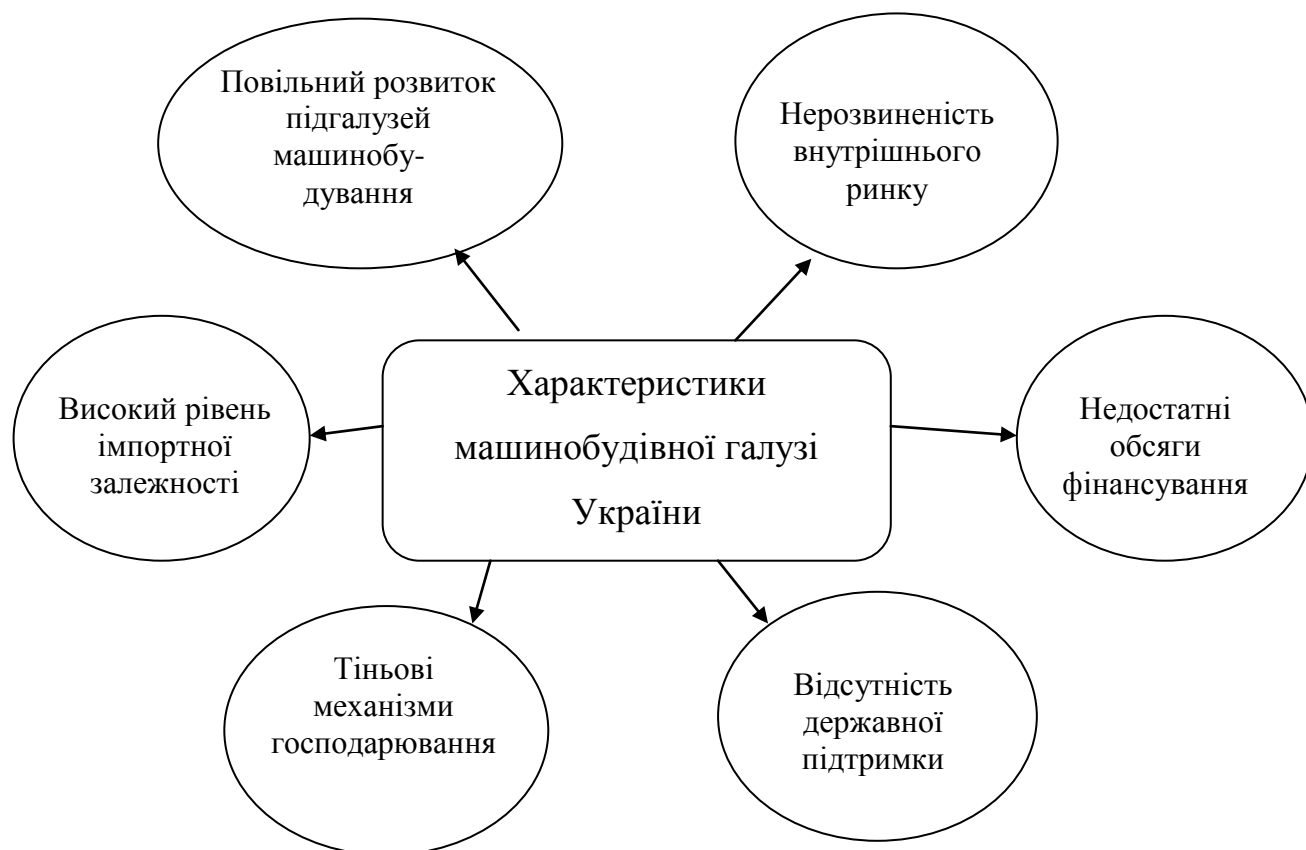 Повільний розвиток
підгалузей
машинобу-
дування
Нерозвиненість
внутрішнього
ринку
Високий рівень
імпортної
залежності
Характеристики
машинобудівної галузі
України
Недостатні
обсяги
фінансування
Тіньові
механізми
господарювання
Відсутність
державної
підтримки